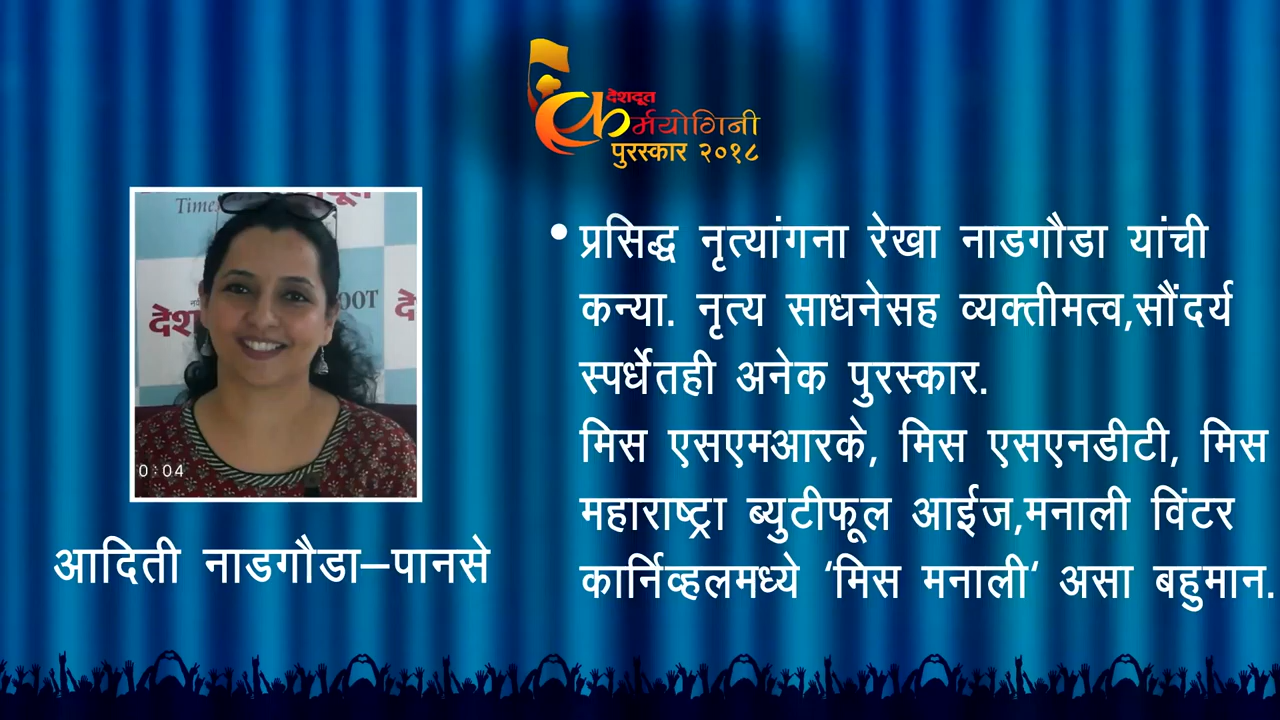 देशदूत
कर्मयोगिनी
पुरस्कार २०१८
Times
देश
OOT
दे
0:04
आदिती नाडगौडा–पानसे
• प्रसिद्ध नृत्यांगना रेखा नाडगौडा यांची
कन्या. नृत्य साधनेसह व्यक्तीमत्व,सौंदर्य
स्पर्धेतही अनेक पुरस्कार.
मिस एसएमआरके, मिस एसएनडीटी, मिस
महाराष्ट्रा ब्युटीफूल आईज,मनाली विंटर
कार्निव्हलमध्ये ‘मिस मनाली‘ असा बहुमान.